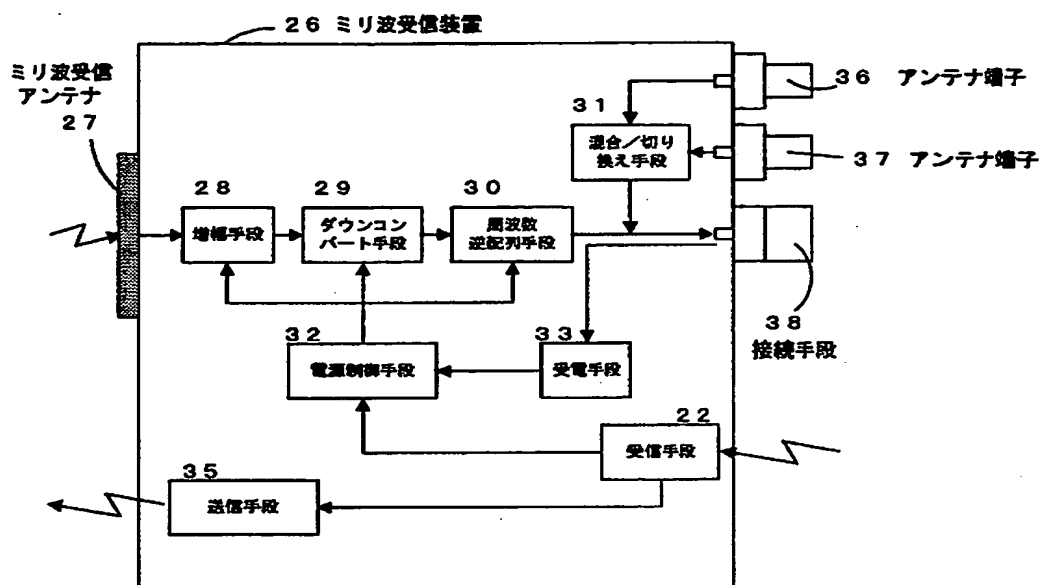 ２６ ミリ波受信装置
ミリ波受信
アンテナ
２７
３６ アンテナ端子
３１
混合／切り
換え手段
３７ アンテナ端子
２８
増幅手段
２９
ダウンコン
バート手段
３０
周波数
逆配列手段
３８
接続手段
３２
電源制御手段
３３
受電手段
２２
受信手段
３５
送信手段